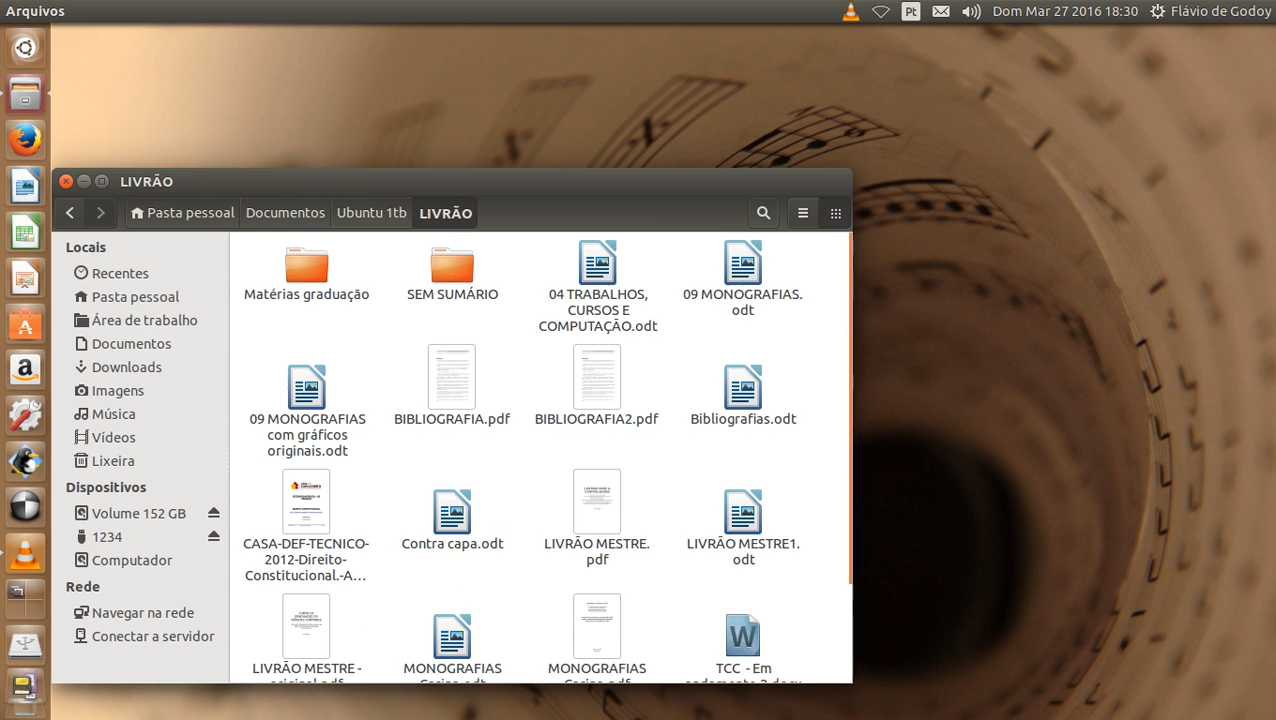 Arquivos
Pt
Dom Mar 27 2016 18:30
Flávio de Godoy
LIVRÃO
Pasta pessoal
Documentos
Ubuntu 1tb
LIVRÃO
Locais
Recentes
Pasta pessoal
Área de trabalho
Documentos
Downloads
Imagens
Música
Vídeos
Lixeira
Dispositivos
Volume 152 GB
1234
Computador
Rede
Navegar na rede
Conectar a servidor
Matérias graduação
SEM SUMÁRIO
04 TRABALHOS,
CURSOS E
COMPUTAÇÃO.odt
09 MONOGRAFIAS.
odt
09 MONOGRAFIAS
com gráficos
originais.odt
BIBLIOGRAFIA.pdf
BIBLIOGRAFIA2.pdf
Bibliografias.odt
CASA-DEF-TECNICO-
2012-Direito-
Constitucional.-A...
Contra capa.odt
LIVRÃO MESTRE.
pdf
LIVRÃO MESTRE1.
odt
LIVRÃO MESTRE -
original.pdf
MONOGRAFIAS
MONOGRAFIAS
W
TCC - Em